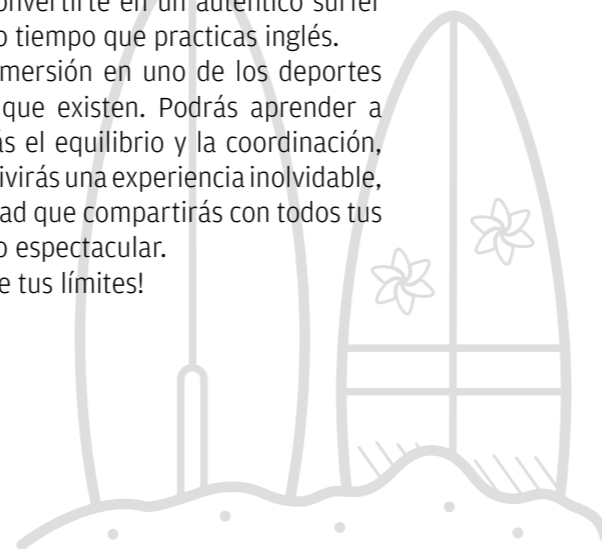 onvertirte en un auténtico surfer
o tiempo que practicas inglés.
mersión en uno de los deportes
que existen. Podrás aprender a
ás el equilibrio y la coordinación,
ivirás una experiencia inolvidable,
ad que compartirás con todos tus
o espectacular.
e tus límites!